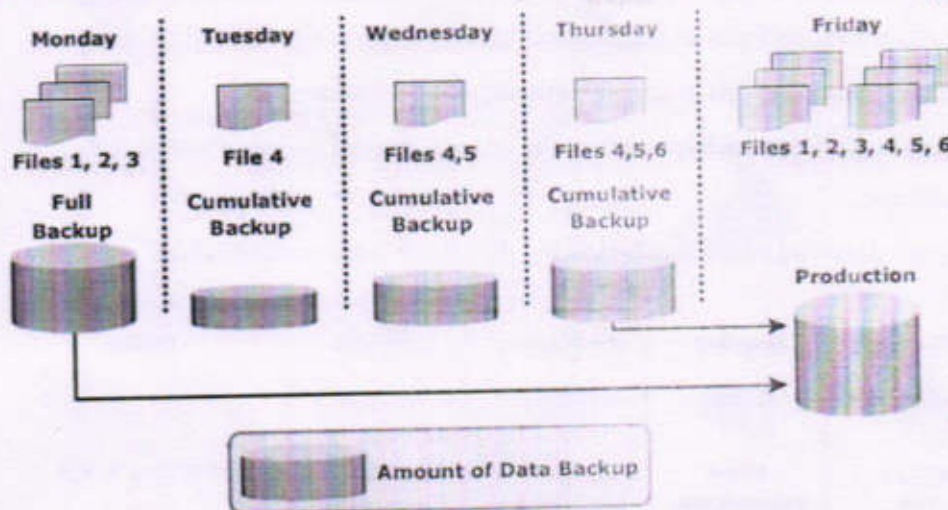 Monday
Tuesday
Wednesday
Thursday
Friday
Files 1, 2, 3
File 4
Files 4,5
Files 4,5,6
Files 1, 2, 3, 4, 5, 6
Full
Backup
Cumulative
Backup
Cumulative
Backup
Cumulative
Backup
Production
Amount of Data Backup